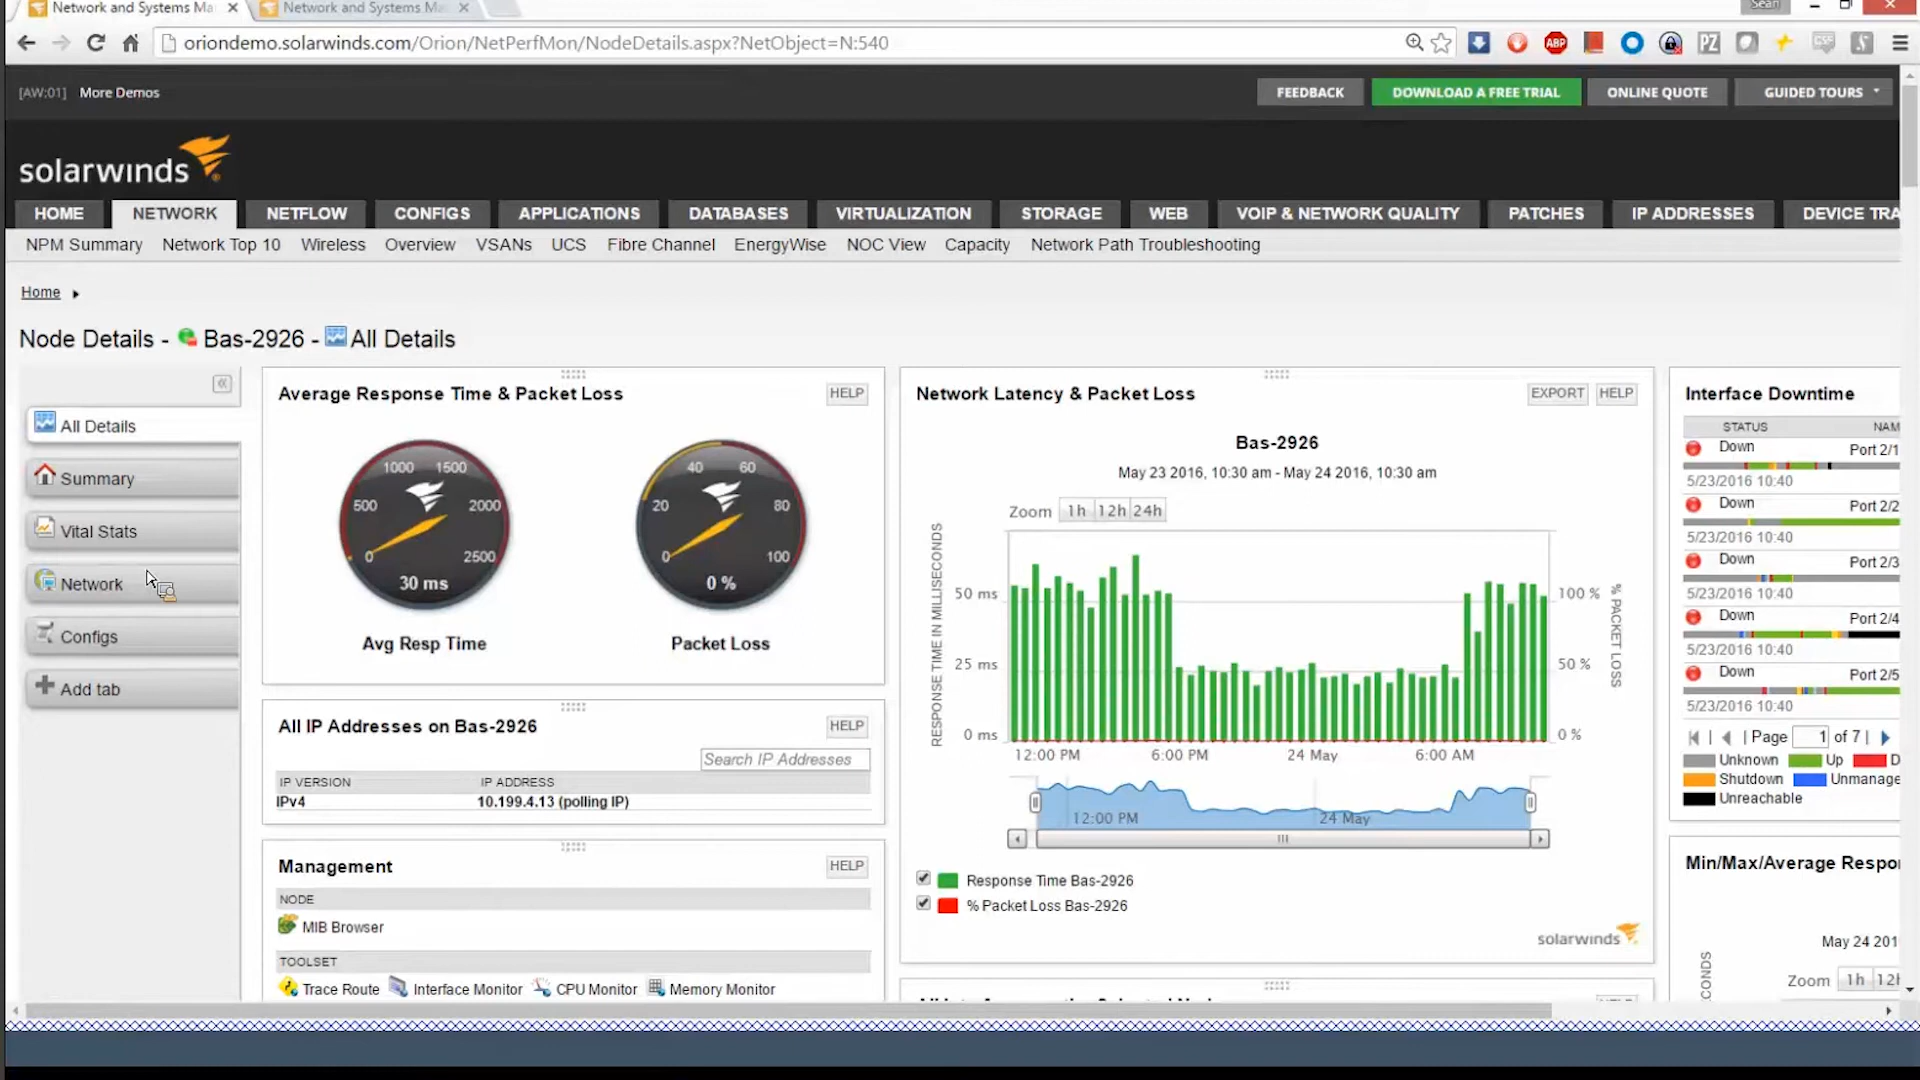 Network and Systems Ma
Network and Systems Ma
Sean
oriondemo.solarwinds.com/Orion/NetPerfMon/NodeDetails.aspx?NetObject=N:540
ABP
PZ
[AW:01] More Demos
FEEDBACK
DOWNLOAD A FREE TRIAL
ONLINE QUOTE
GUIDED TOURS
solarwinds
HOME NETWORK NETFLOW CONFIGS APPLICATIONS DATABASES VIRTUALIZATION STORAGE WEB VOIP & NETWORK QUALITY PATCHES IP ADDRESSES DEVICE TRA
NPM Summary Network Top 10 Wireless Overview VSANs UCS Fibre Channel EnergyWise NOC View Capacity Network Path Troubleshooting
Home
Node Details - Bas-2926 - All Details
All Details
Summary
Vital Stats
Network
Configs
Add tab
Average Response Time & Packet Loss
HELP
0 500 1000 1500 2000 2500
30 ms
Avg Resp Time
0 20 40 60 80 100
0 %
Packet Loss
All IP Addresses on Bas-2926
HELP
Search IP Addresses
IP VERSION IP ADDRESS
IPv4 10.199.4.13 (polling IP)
Management
HELP
NODE
MIB Browser
TOOLSET
Trace Route Interface Monitor CPU Monitor Memory Monitor
Network Latency & Packet Loss
EXPORT HELP
Bas-2926
May 23 2016, 10:30 am - May 24 2016, 10:30 am
Zoom 1h 12h 24h
RESPONSE TIME IN MILLISECONDS
50 ms
25 ms
0 ms
100 %
50 %
0 %
% PACKET LOSS
12:00 PM 6:00 PM 24 May 6:00 AM
12:00 PM 24 May
Response Time Bas-2926
% Packet Loss Bas-2926
solarwinds
Interface Downtime
STATUS NAM
Down Port 2/1
5/23/2016 10:40
Down Port 2/2
5/23/2016 10:40
Down Port 2/3
5/23/2016 10:40
Down Port 2/4
5/23/2016 10:40
Down Port 2/5
5/23/2016 10:40
Page 1 of 7
Unknown Up D
Shutdown Unmanage
Unreachable
Min/Max/Average Respo
May 24 201
Zoom 1h 12h
CONDS